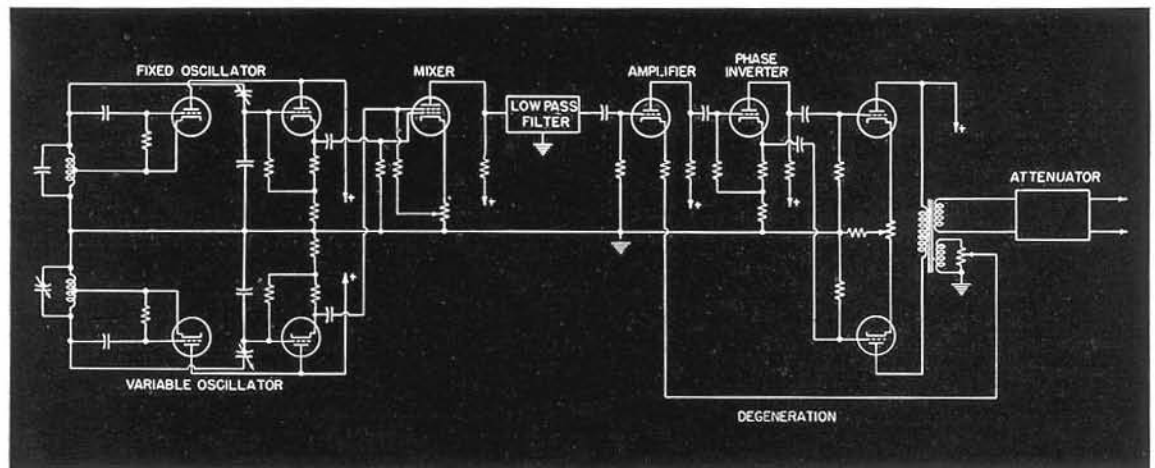 FIXED OSCILLATOR
MIXER
LOW PASS
FILTER
AMPLIFIER
PHASE
INVERTER
ATTENUATOR
VARIABLE OSCILLATOR
DEGENERATION